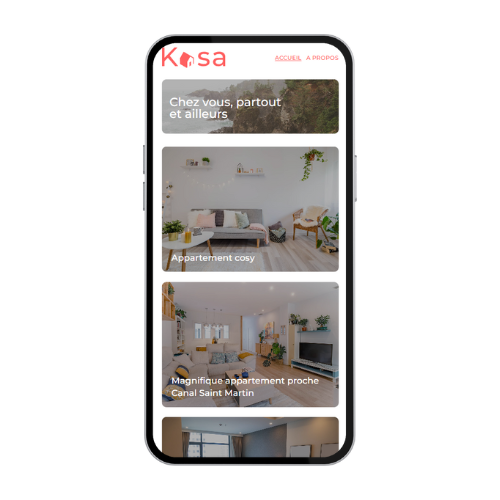 Kasa
ACCUEIL A PROPOS
Chez vous, partout
et ailleurs
Appartement cosy
Magnifique appartement proche
Canal Saint Martin